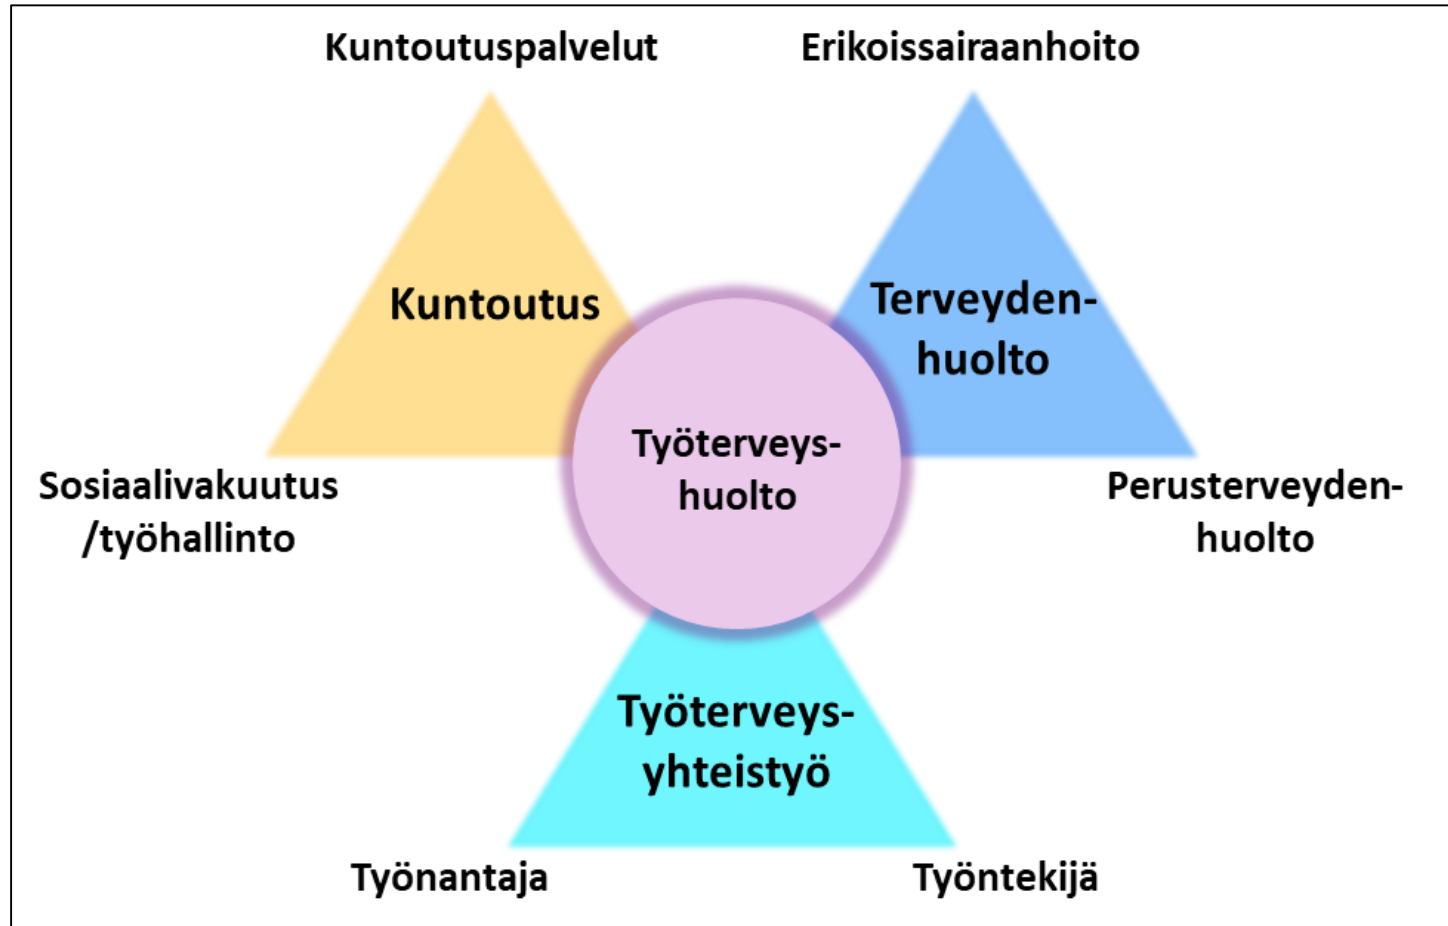 Kuntoutuspalvelut
Erikoissairaanhoito
Kuntoutus
Terveyden-
huolto
Työterveys-
huolto
Sosiaalivakuutus
/työhallinto
Perusterveyden-
huolto
Työterveys-
yhteistyö
Työnantaja
Työntekijä